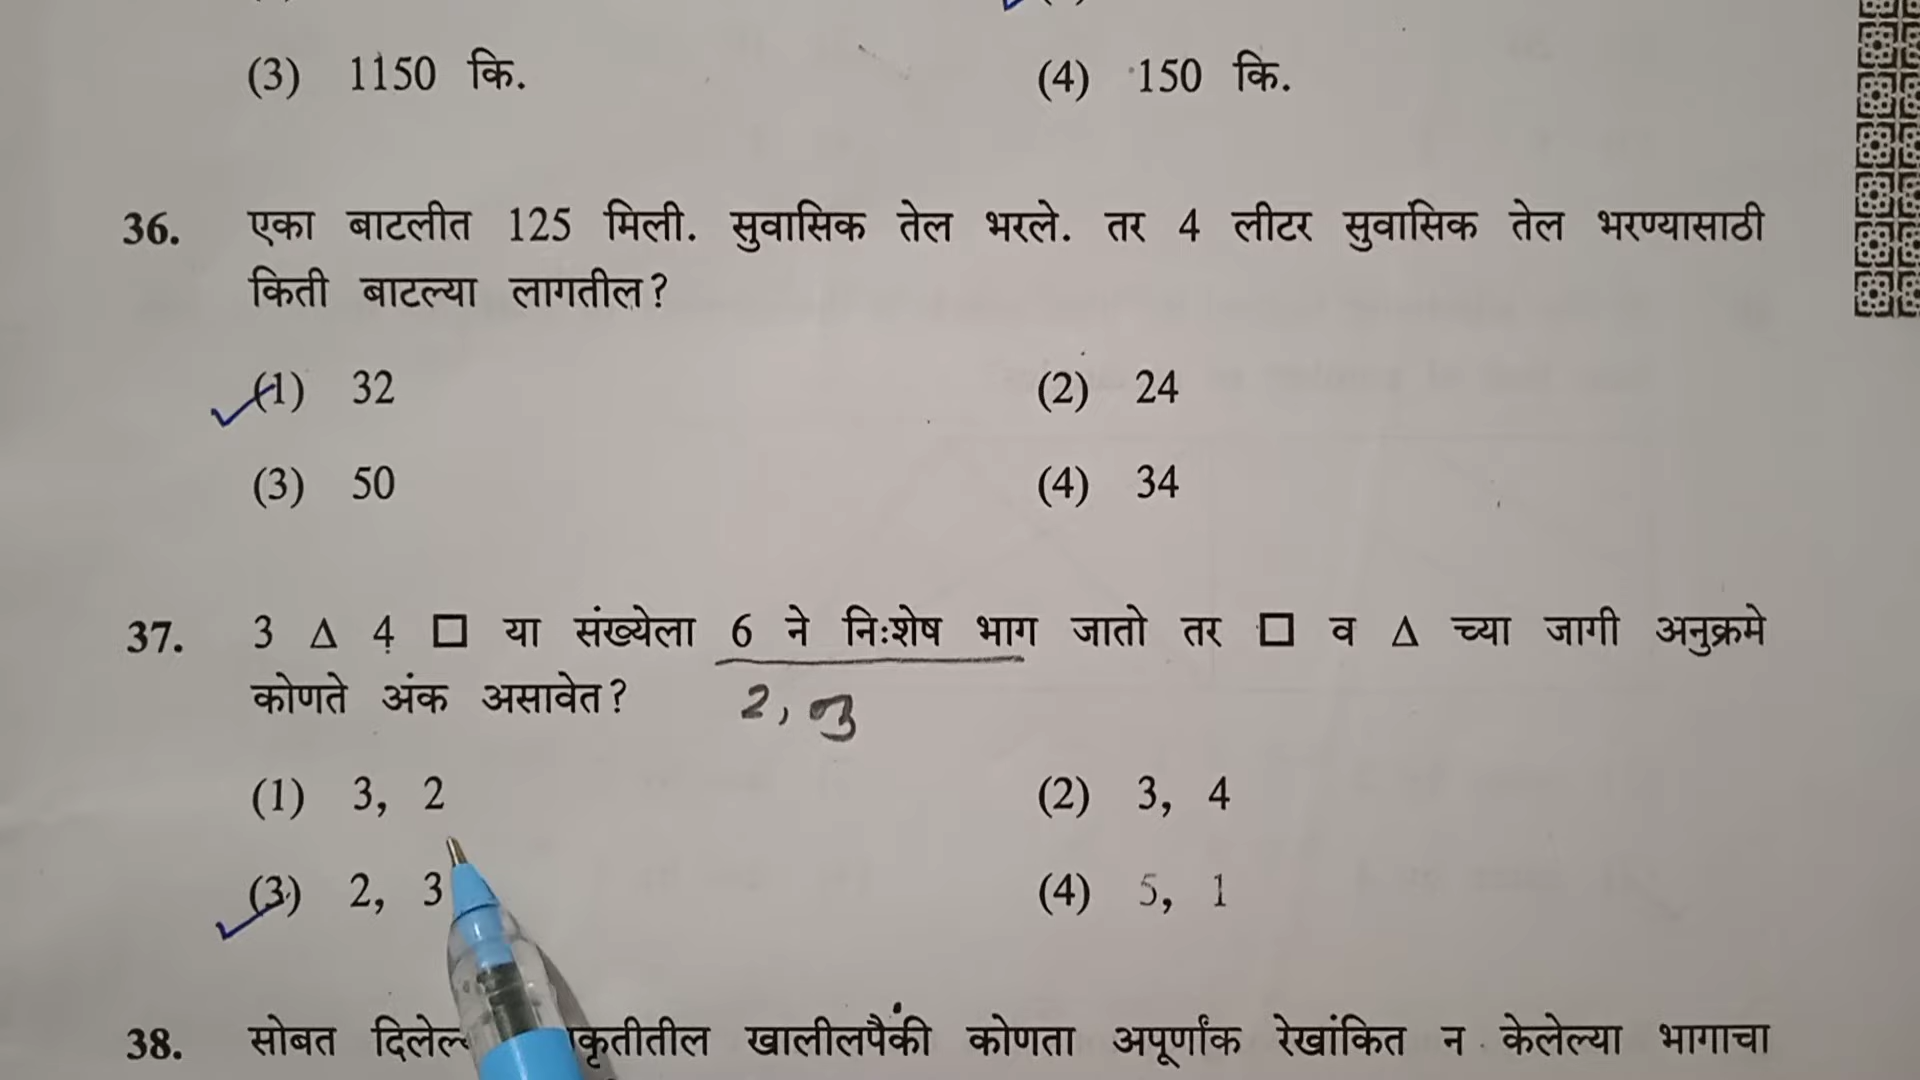 (3) 1150 कि. (4) 150 कि.
36. एका बाटलीत 125 मिली. सुवासिक तेल भरले. तर 4 लीटर सुवासिक तेल भरण्यासाठी
किती बाटल्या लागतील?
(1) 32 (2) 24
(3) 50 (4) 34
37. 3 Δ 4 □ या संख्येला 6 ने निःशेष भाग जातो तर □ व Δ च्या जागी अनुक्रमे
कोणते अंक असावेत? 2, 3
(1) 3, 2 (2) 3, 4
(3) 2, 3 (4) 5, 1
38. सोबत खालीलपैकी कोणता अपूर्णांक रेखांकित न केलेल्या भागाचा